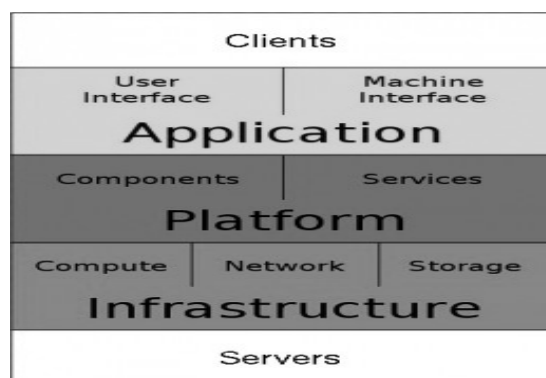 Clients
User Interface
Machine Interface
Application
Components
Services
Platform
Compute
Network
Storage
Infrastructure
Servers